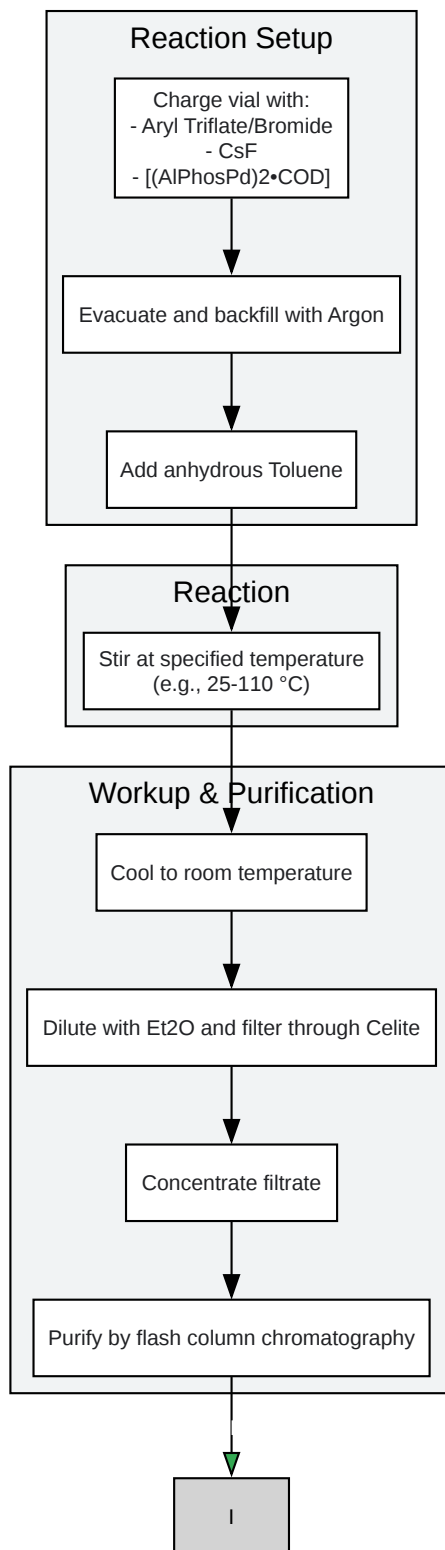 Reaction Setup
Charge vial with:
- Aryl Triflate/Bromide
- CsF
- [(AlPhosPd)2•COD]
Evacuate and backfill with Argon
Add anhydrous Toluene
Reaction
Stir at specified temperature
(e.g., 25-110 °C)
Workup & Purification
Cool to room temperature
Dilute with Et2O and filter through Celite
Concentrate filtrate
Purify by flash column chromatography
I